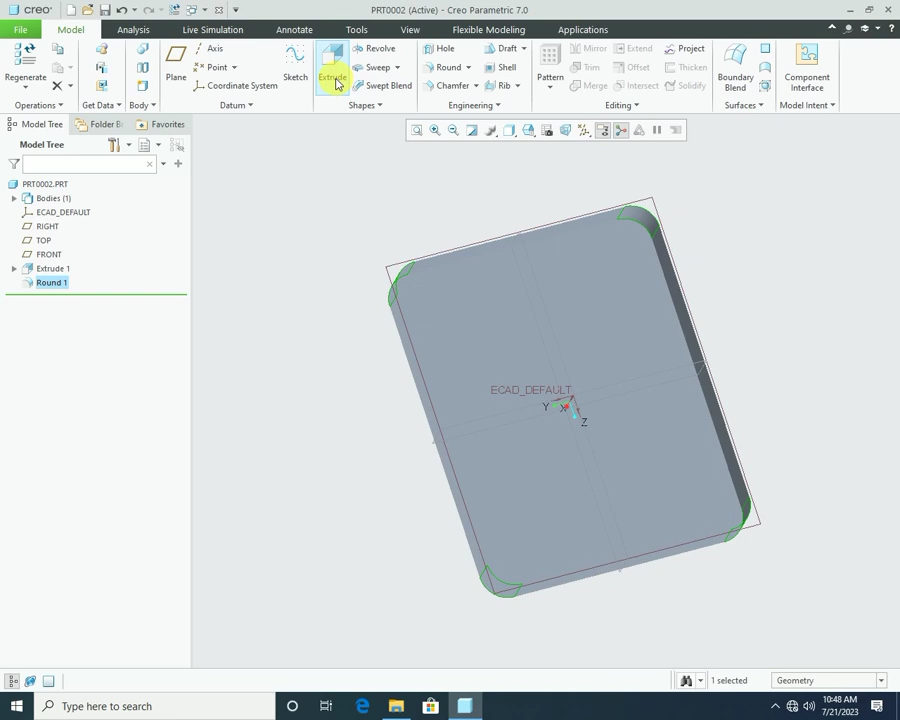 creo
PRT0002 (Active) - Creo Parametric 7.0
File Model Analysis Live Simulation Annotate Tools View Flexible Modeling Applications
Regenerate
Operations
Get Data
Body
Plane
Axis
Point
Coordinate System
Sketch
Datum
Extrude
Revolve
Sweep
Swept Blend
Shapes
Hole
Round
Chamfer
Draft
Shell
Rib
Engineering
Pattern
Mirror
Trim
Merge
Extend
Offset
Intersect
Project
Thicken
Solidify
Editing
Boundary
Blend
Surfaces
Component
Interface
Model Intent
Model Tree Folder B Favorites
Model Tree
PRT0002.PRT
Bodies (1)
ECAD_DEFAULT
RIGHT
TOP
FRONT
Extrude 1
Round 1
ECAD_DEFAULT
Y X
Z
1 selected
Geometry
Type here to search
10:48 AM
7/21/2023